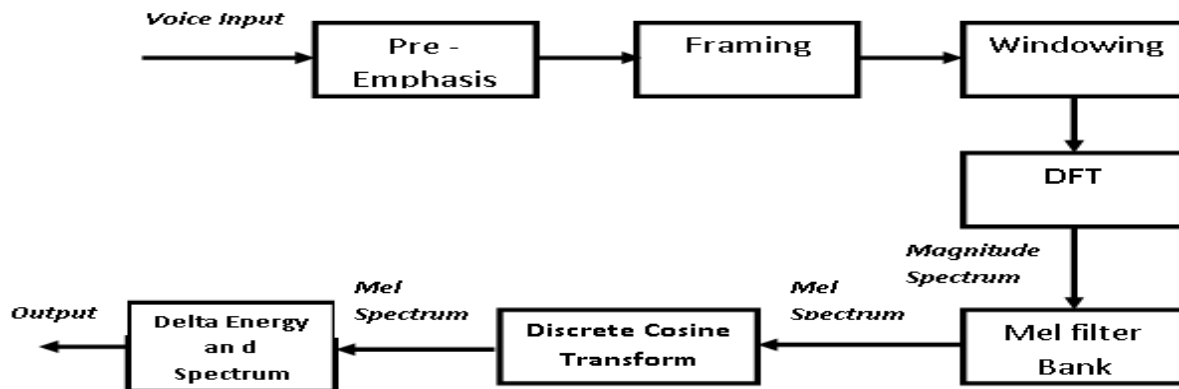 Voice Input
Pre -
Emphasis
Framing
Windowing
DFT
Magnitude
Spectrum
Mel filter
Bank
Mel
Spectrum
Discrete Cosine
Transform
Mel
Spectrum
Delta Energy
an d
Spectrum
Output